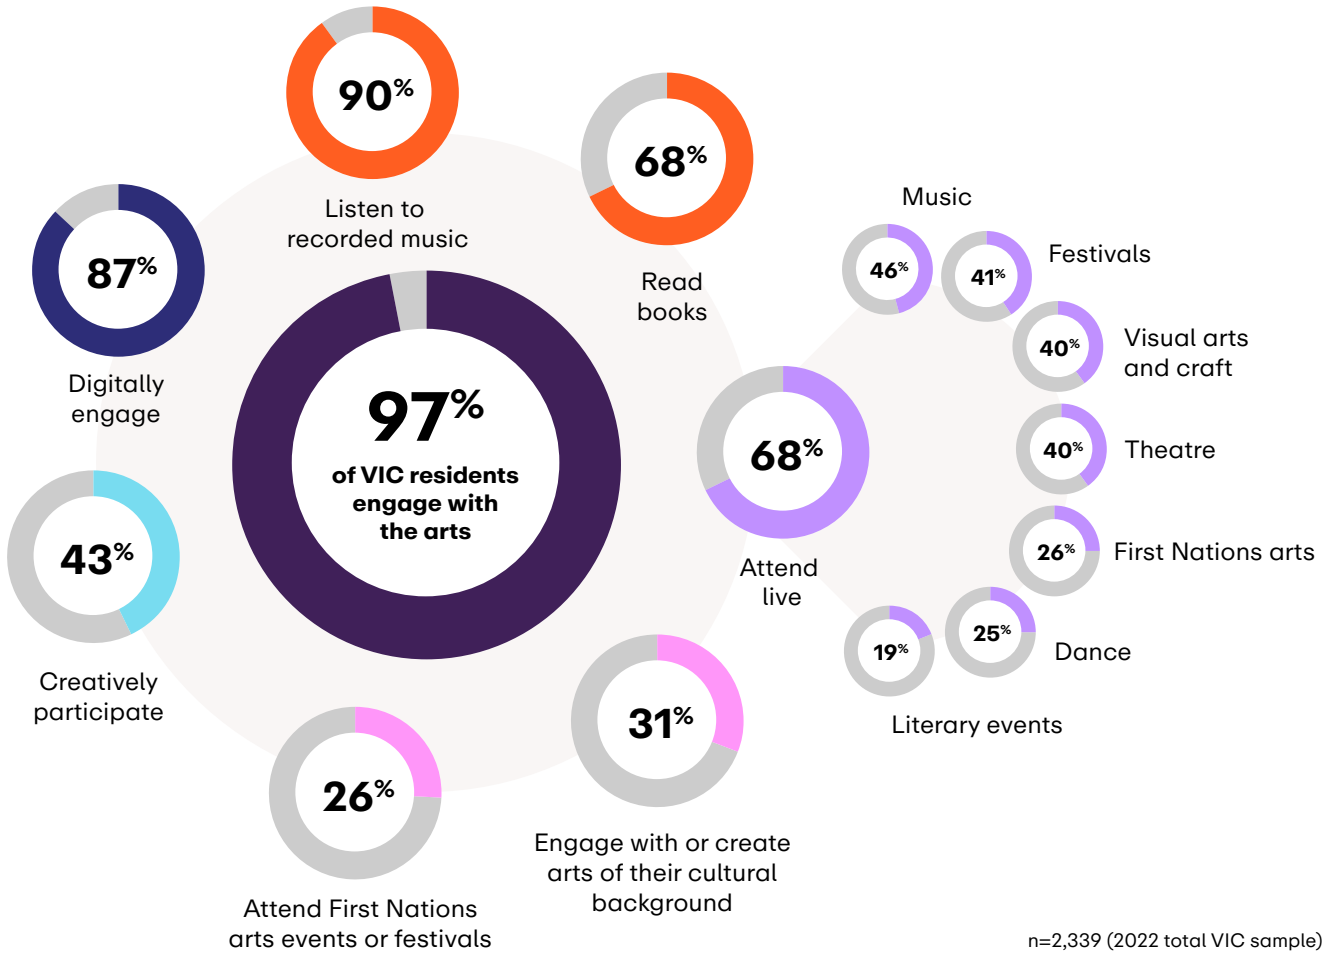 90%
Listen to
recorded music
68%
Read
books
87%
Digitally
engage
97%
of VIC residents
engage with
the arts
43%
Creatively
participate
68%
Attend
live
26%
Attend First Nations
arts events or festivals
31%
Engage with or create
arts of their cultural
background
Music
46%
41%
Festivals
40%
Visual arts
and craft
40%
Theatre
26%
First Nations arts
25%
Dance
19%
Literary events
n=2,339 (2022 total VIC sample)